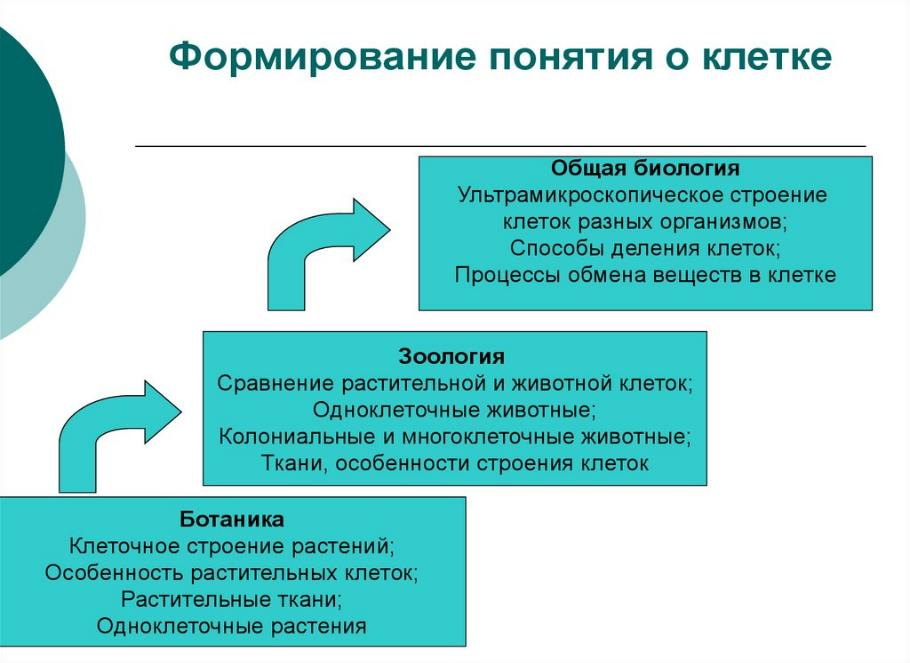 Формирование понятия о клетке
Общая биология
Ультрамикроскопическое строение
клеток разных организмов;
Способы деления клеток;
Процессы обмена веществ в клетке
Зоология
Сравнение растительной и животной клеток;
Одноклеточные животные;
Колониальные и многоклеточные животные;
Ткани, особенности строения клеток
Ботаника
Клеточное строение растений;
Особенность растительных клеток;
Растительные ткани;
Одноклеточные растения